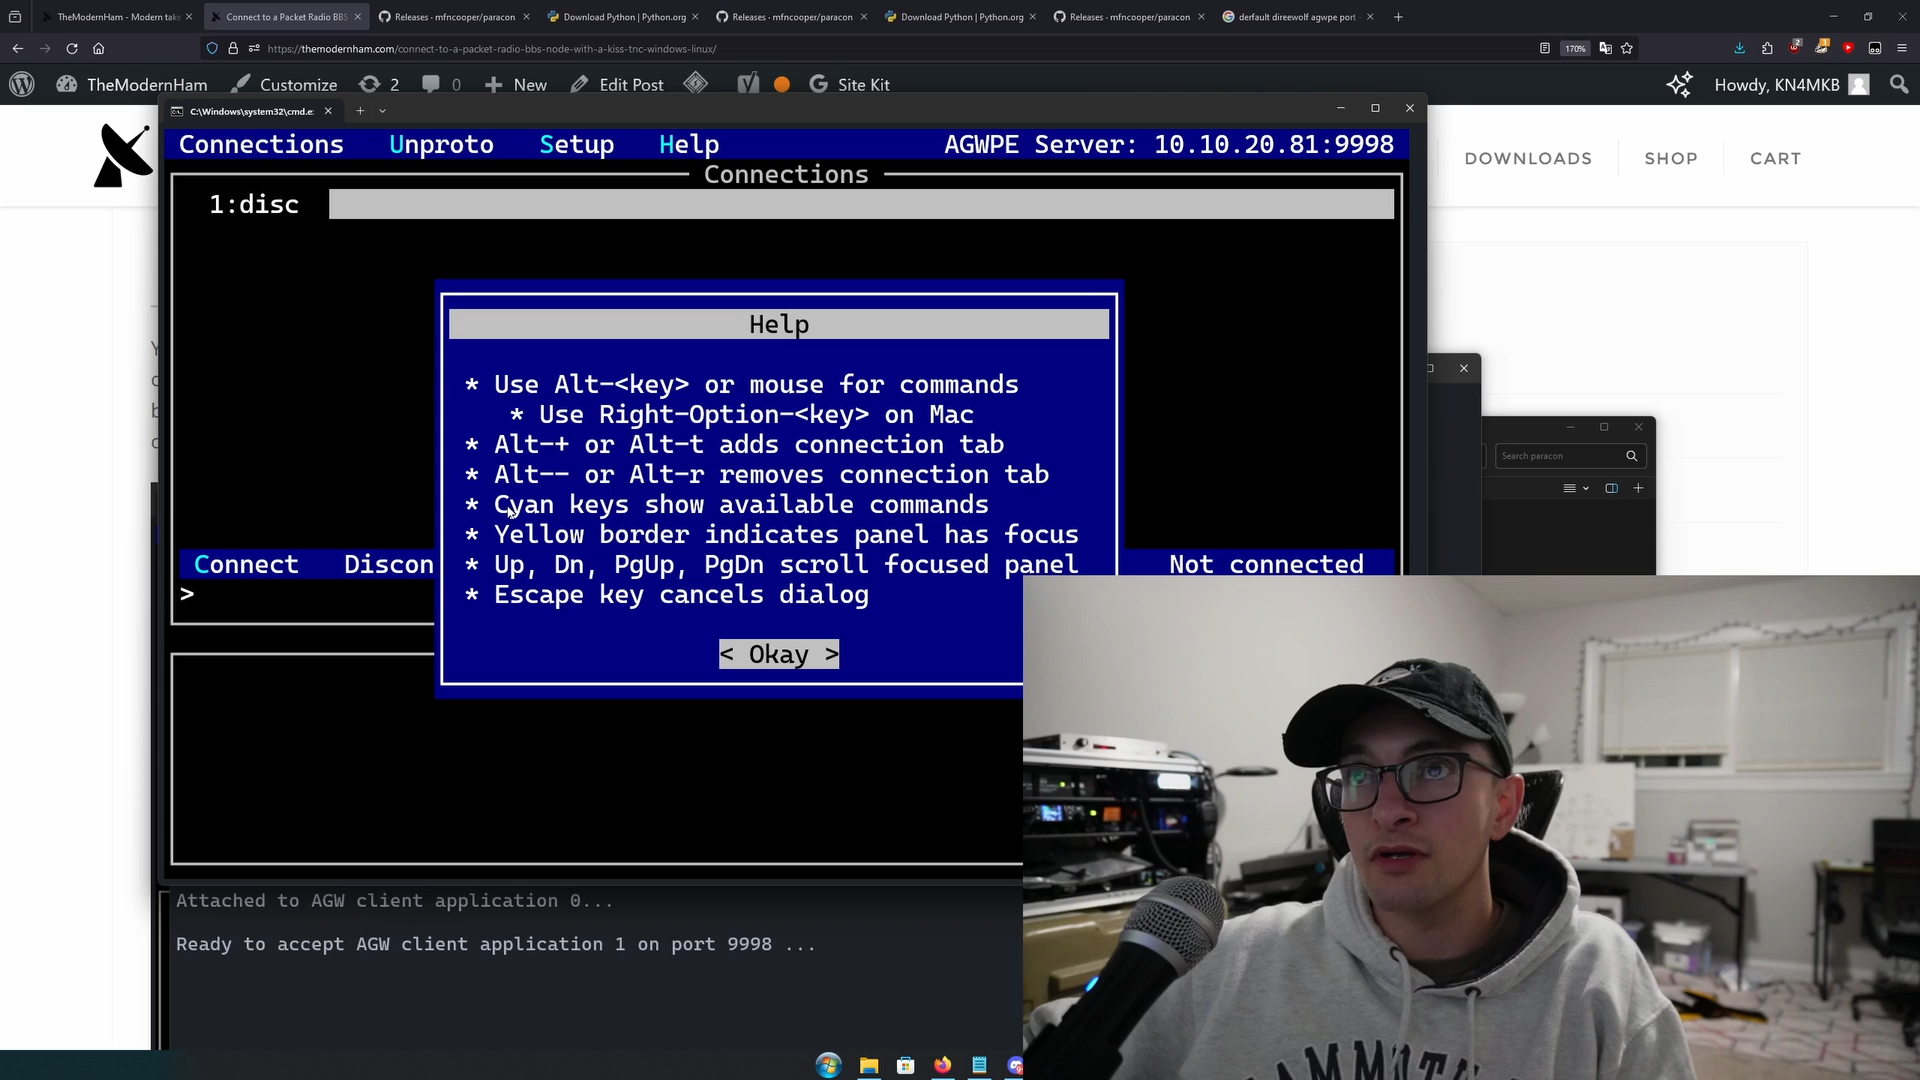 TheModernHam - Modern take
Connect to a Packet Radio BBS
Releases · mfncooper/paracon
Download Python | Python.org
Releases · mfncooper/paracon
Download Python | Python.org
Releases · mfncooper/paracon
derfault direewolf agwpe port -
https://themodernham.com/connect-to-a-packet-radio-bbs-node-with-a-kiss-tnc-windows-linux/
170%
2
3
TheModernHam
Customize
2
0
New
Edit Post
Site Kit
Howdy, KN4MKB
DOWNLOADS
SHOP
CART
C:\Windows\system32\cmd.e
Connections Unproto Setup Help AGWPE Server: 10.10.20.81:9998
Connections
1:disc
Help
* Use Alt-<key> or mouse for commands
* Use Right-Option-<key> on Mac
* Alt-+ or Alt-t adds connection tab
* Alt-- or Alt-r removes connection tab
* Cyan keys show available commands
* Yellow border indicates panel has focus
* Up, Dn, PgUp, PgDn scroll focused panel
* Escape key cancels dialog
< Okay >
Connect Discon
Not connected
>
Search paracon
Attached to AGW client application 0...
Ready to accept AGW client application 1 on port 9998 ...